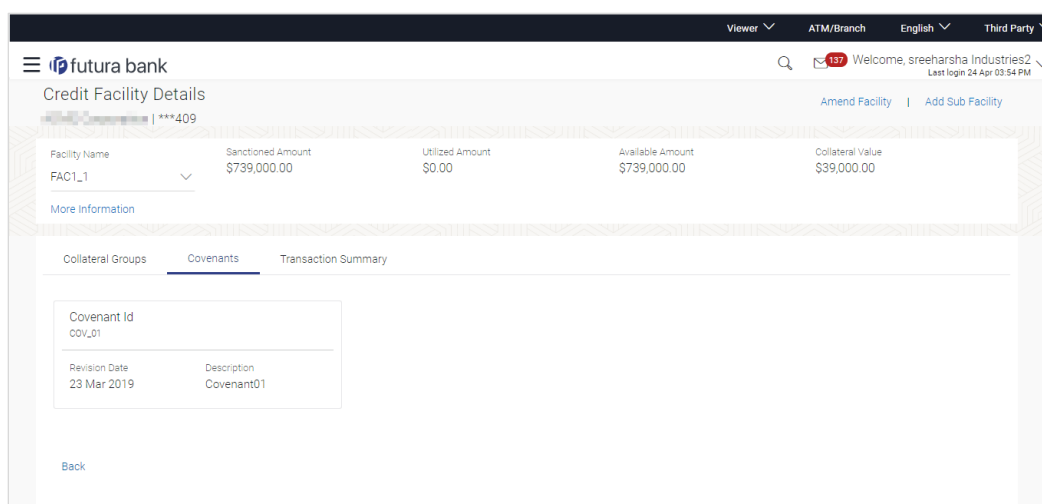 Viewer ATM/Branch English Third Party
futura bank 137 Welcome, sreeharsha Industries2
Last login 24 Apr 03:54 PM
Credit Facility Details
Amend Facility | Add Sub Facility
| ***409
Facility Name Sanctioned Amount Utilized Amount Available Amount Collateral Value
FAC1_1 $739,000.00 $0.00 $739,000.00 $39,000.00
More Information
Collateral Groups Covenants Transaction Summary
Covenant Id
COV_01
Revision Date Description
23 Mar 2019 Covenant01
Back